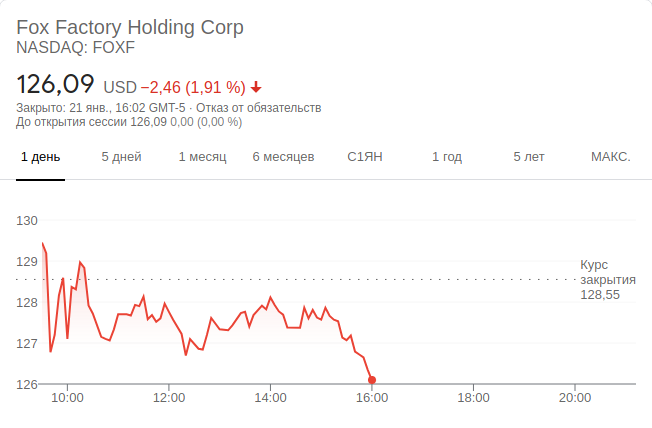 Fox Factory Holding Corp
NASDAQ: FOXF
126,09 USD −2,46 (1,91 %)
Закрыто: 21 янв., 16:02 GMT-5 · Отказ от обязательств
До открытия сессии 126,09 0,00 (0,00 %)
1 день 5 дней 1 месяц 6 месяцев С1ЯН 1 год 5 лет МАКС.
130
129
Курс
закрытия
128,55
128
127
126
10:00 12:00 14:00 16:00 18:00 20:00